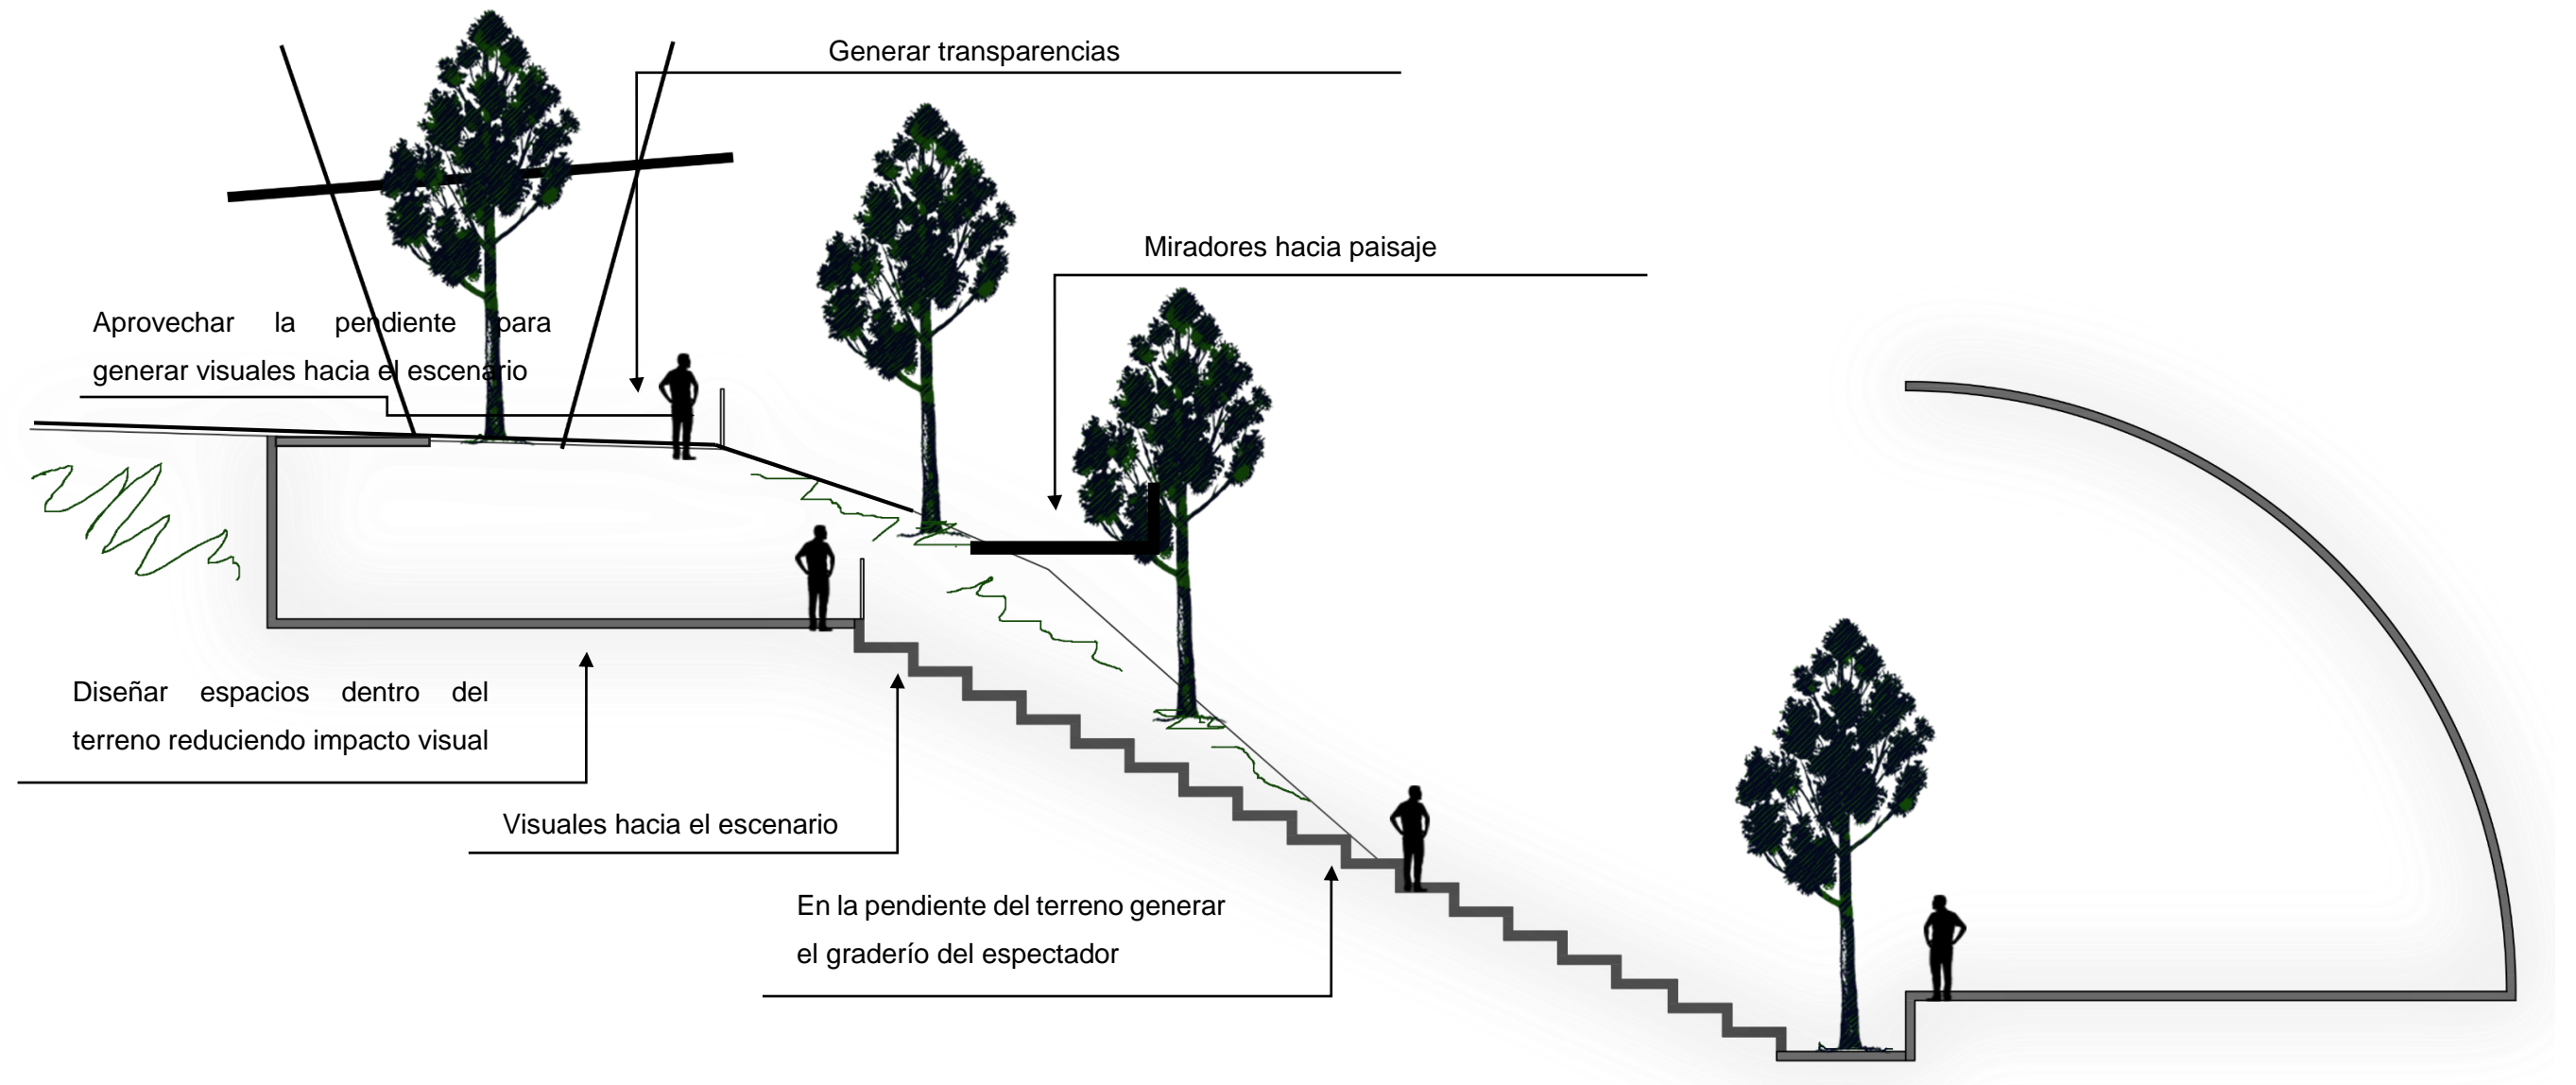 Generar transparencias
Miradores hacia paisaje
Aprovechar la pendiente para
generar visuales hacia el escenario
Diseñar espacios dentro del
terreno reduciendo impacto visual
Visuales hacia el escenario
En la pendiente del terreno generar
el graderío del espectador